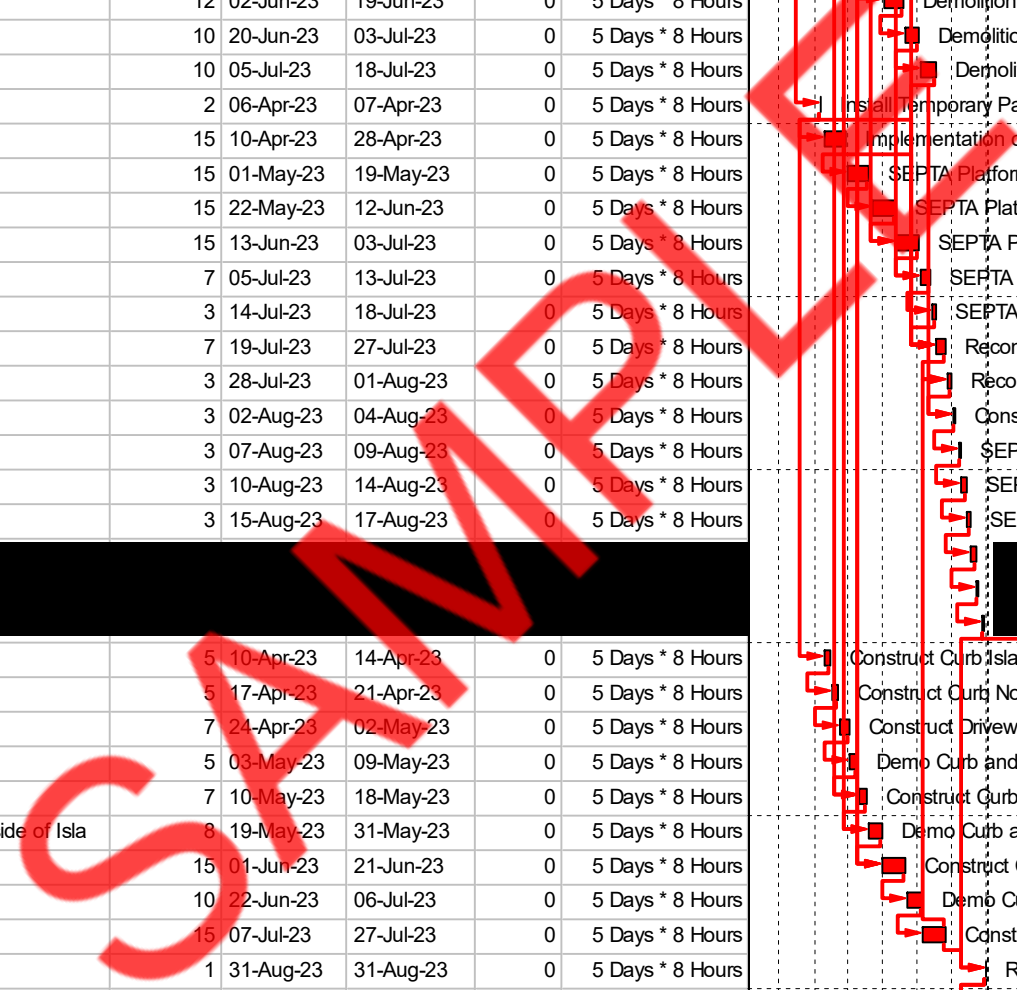 12 02-Jun-23 19-Jun-23 0 5 Days * 8 Hours Demolition
10 20-Jun-23 03-Jul-23 0 5 Days * 8 Hours Demolitio
10 05-Jul-23 18-Jul-23 0 5 Days * 8 Hours Demoli
2 06-Apr-23 07-Apr-23 0 5 Days * 8 Hours Install Temporary Pa
15 10-Apr-23 28-Apr-23 0 5 Days * 8 Hours Implementation o
15 01-May-23 19-May-23 0 5 Days * 8 Hours SEPTA Platfor
15 22-May-23 12-Jun-23 0 5 Days * 8 Hours SEPTA Plat
15 13-Jun-23 03-Jul-23 0 5 Days * 8 Hours SEPTA P
7 05-Jul-23 13-Jul-23 0 5 Days * 8 Hours SEPTA
3 14-Jul-23 18-Jul-23 0 5 Days * 8 Hours SEPTA
7 19-Jul-23 27-Jul-23 0 5 Days * 8 Hours Recon
3 28-Jul-23 01-Aug-23 0 5 Days * 8 Hours Reco
3 02-Aug-23 04-Aug-23 0 5 Days * 8 Hours Cons
3 07-Aug-23 09-Aug-23 0 5 Days * 8 Hours SEP
3 10-Aug-23 14-Aug-23 0 5 Days * 8 Hours SEP
3 15-Aug-23 17-Aug-23 0 5 Days * 8 Hours SE
5 10-Apr-23 14-Apr-23 0 5 Days * 8 Hours Construct Curb Isla
5 17-Apr-23 21-Apr-23 0 5 Days * 8 Hours Construct Curb No
7 24-Apr-23 02-May-23 0 5 Days * 8 Hours Construct Drivew
5 03-May-23 09-May-23 0 5 Days * 8 Hours Demo Curb and
7 10-May-23 18-May-23 0 5 Days * 8 Hours Construct Curb
side of Isla 8 19-May-23 31-May-23 0 5 Days * 8 Hours Demo Curb a
15 01-Jun-23 21-Jun-23 0 5 Days * 8 Hours Construct C
10 22-Jun-23 06-Jul-23 0 5 Days * 8 Hours Demo Cu
15 07-Jul-23 27-Jul-23 0 5 Days * 8 Hours Const
1 31-Aug-23 31-Aug-23 0 5 Days * 8 Hours R
SAMPLE